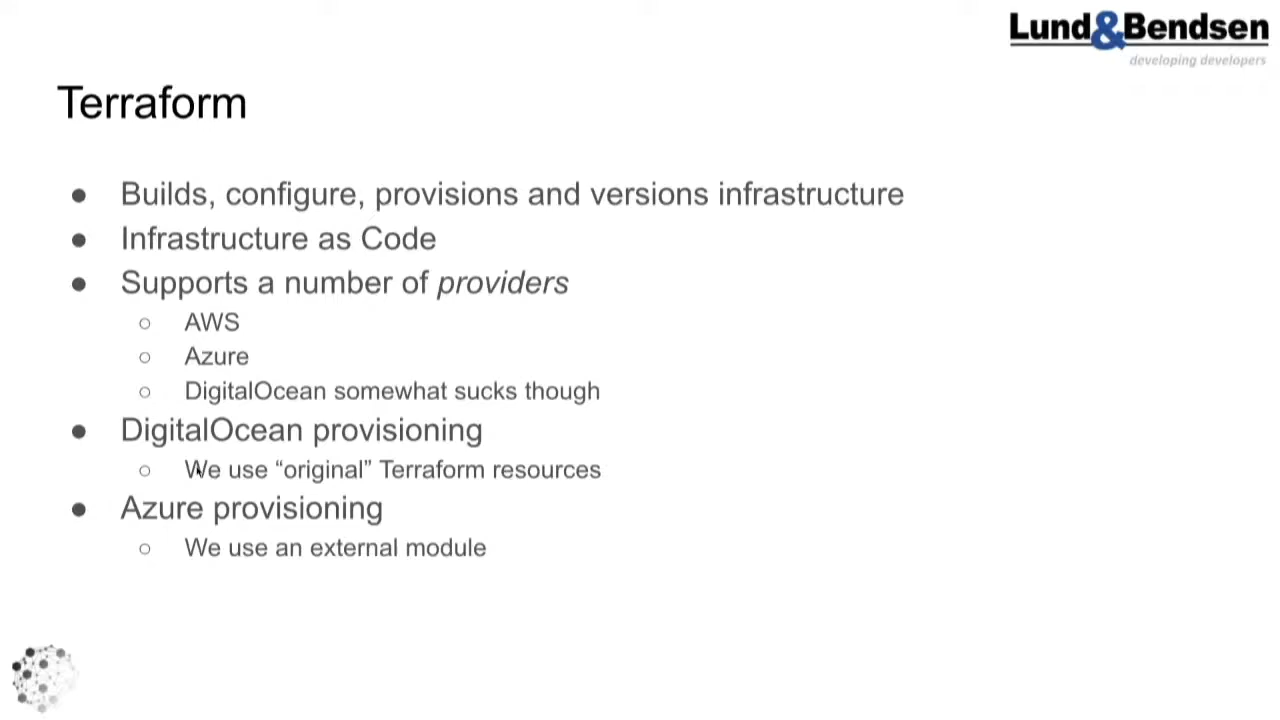 Lund&Bendsen
developing developers
Terraform
● Builds, configure, provisions and versions infrastructure
● Infrastructure as Code
● Supports a number of providers
○ AWS
○ Azure
○ DigitalOcean somewhat sucks though
● DigitalOcean provisioning
○ We use “original” Terraform resources
● Azure provisioning
○ We use an external module